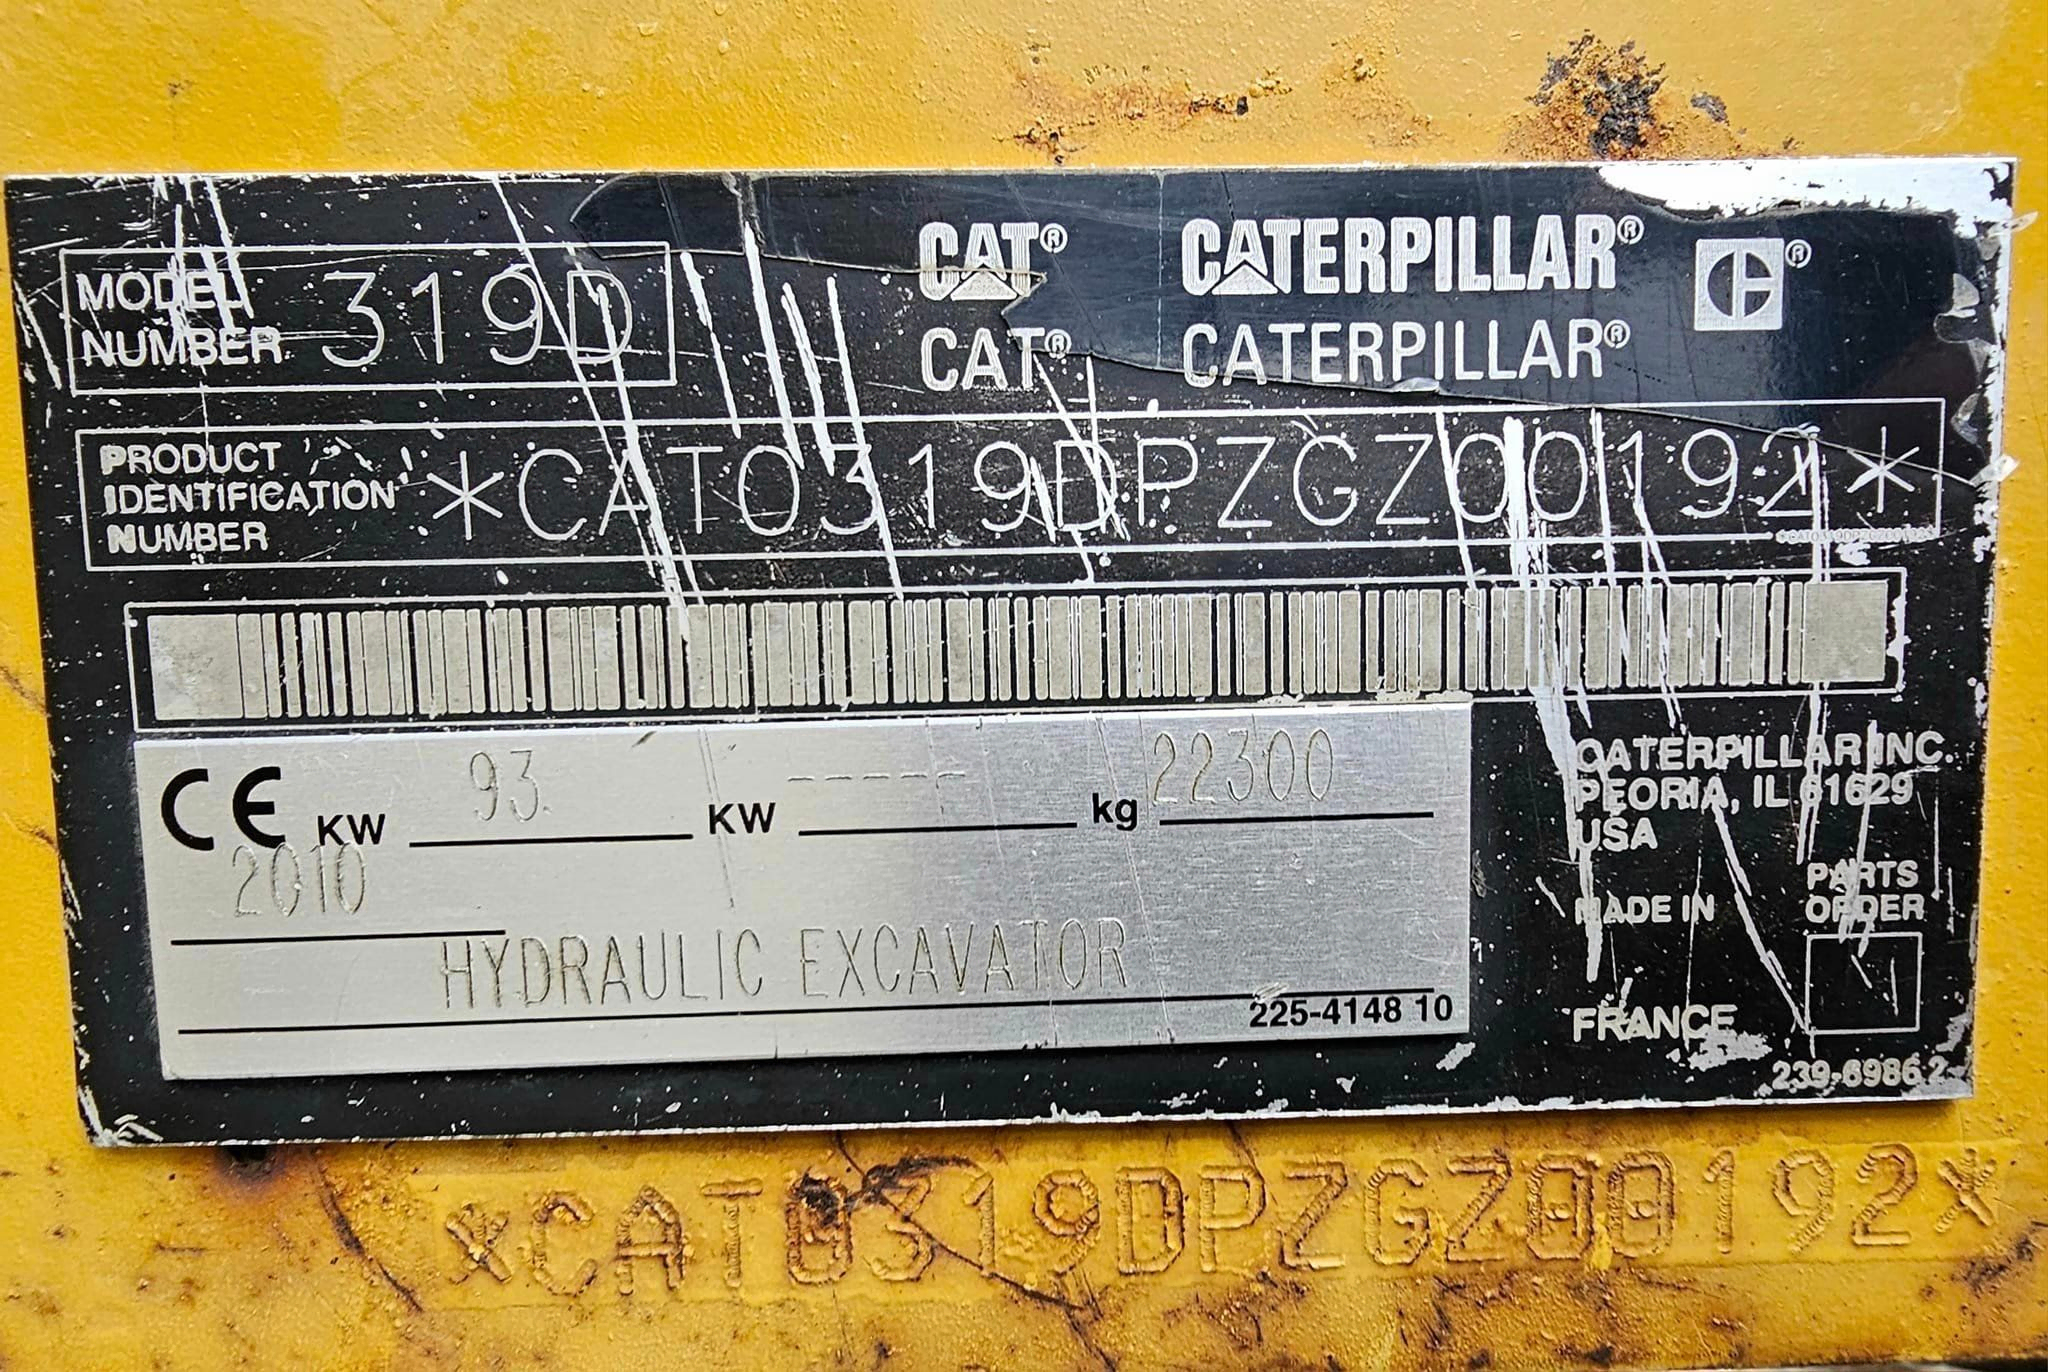 MODEL
NUMBER 319D
CAT® CATERPILLAR® ®
CAT® CATERPILLAR®
PRODUCT
IDENTIFICATION
NUMBER
*CAT0319DPZGZ00192*
*CAT0319DPZGZ00192*
CE KW 93 KW ----- kg 22300
2010
HYDRAULIC EXCAVATOR
225-4148 10
CATERPILLAR INC.
PEORIA, IL 61629
USA
MADE IN
FRANCE
PARTS
ORDER
239-6986 2
*CAT0319DPZGZ00192*